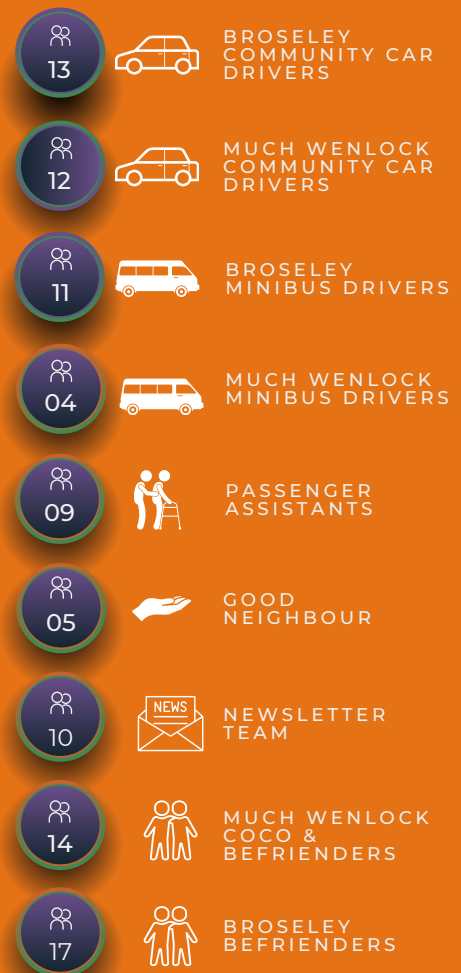 13
BROSELEY
COMMUNITY CAR
DRIVERS
12
MUCH WENLOCK
COMMUNITY CAR
DRIVERS
11
BROSELEY
MINIBUS DRIVERS
04
MUCH WENLOCK
MINIBUS DRIVERS
09
PASSENGER
ASSISTANTS
05
GOOD
NEIGHBOUR
10
NEWS
NEWSLETTER
TEAM
14
MUCH WENLOCK
COCO &
BEFRIENDERS
17
BROSELEY
BEFRIENDERS